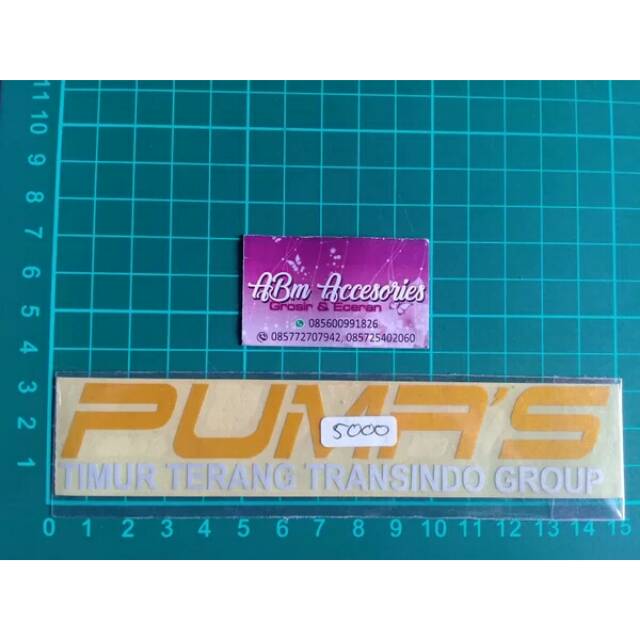 11
10
9
8
7
6
5
4
3
2
1
ABm Accesories
Grosir & Eceran
085600991826
085772707942, 085725402060
PUMA'S
5000
TIMUR TERANG TRANSINDO GROUP
0 1 2 3 4 5 6 7 8 9 10 11 12 13 14 15